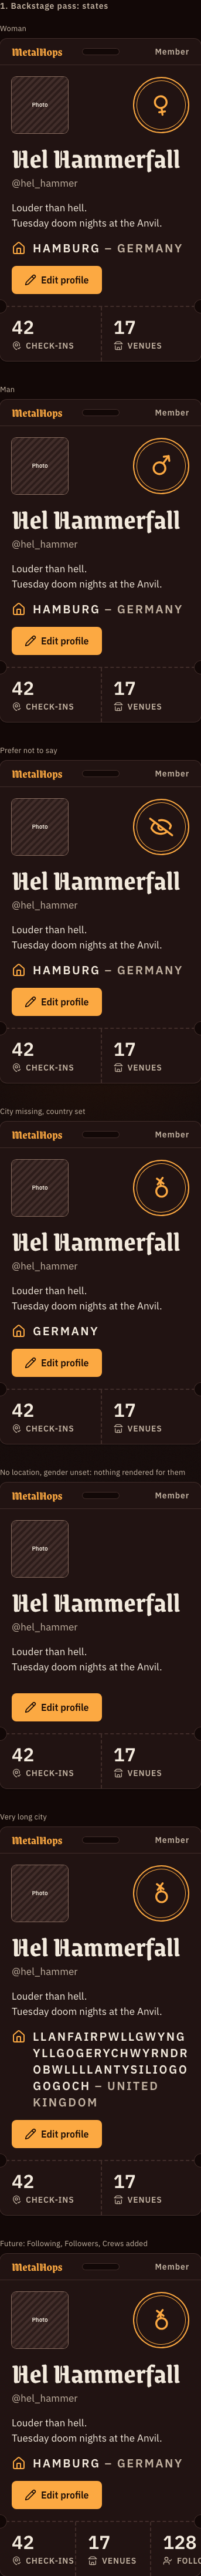 1. Backstage pass: states
Woman
MetalHops Member
Photo
Hel Hammerfall
@hel_hammer
Louder than hell.
Tuesday doom nights at the Anvil.
HAMBURG – GERMANY
Edit profile
42 17
CHECK-INS VENUES
Man
MetalHops Member
Photo
Hel Hammerfall
@hel_hammer
Louder than hell.
Tuesday doom nights at the Anvil.
HAMBURG – GERMANY
Edit profile
42 17
CHECK-INS VENUES
Prefer not to say
MetalHops Member
Photo
Hel Hammerfall
@hel_hammer
Louder than hell.
Tuesday doom nights at the Anvil.
HAMBURG – GERMANY
Edit profile
42 17
CHECK-INS VENUES
City missing, country set
MetalHops Member
Photo
Hel Hammerfall
@hel_hammer
Louder than hell.
Tuesday doom nights at the Anvil.
GERMANY
Edit profile
42 17
CHECK-INS VENUES
No location, gender unset: nothing rendered for them
MetalHops Member
Photo
Hel Hammerfall
@hel_hammer
Louder than hell.
Tuesday doom nights at the Anvil.
Edit profile
42 17
CHECK-INS VENUES
Very long city
MetalHops Member
Photo
Hel Hammerfall
@hel_hammer
Louder than hell.
Tuesday doom nights at the Anvil.
LLANFAIRPWLLGWYNG
YLLGOGERYCHWYRNDR
OBWLLLLANTYSILIOGO
GOGOCH – UNITED
KINGDOM
Edit profile
42 17
CHECK-INS VENUES
Future: Following, Followers, Crews added
MetalHops Member
Photo
Hel Hammerfall
@hel_hammer
Louder than hell.
Tuesday doom nights at the Anvil.
HAMBURG – GERMANY
Edit profile
42 17 128
CHECK-INS VENUES FOLLO